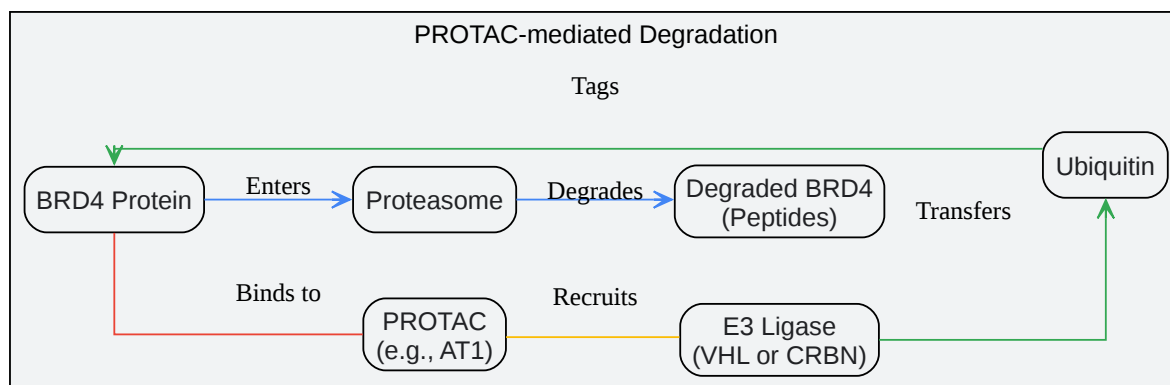 PROTAC-mediated Degradation
Tags
Ubiquitin
BRD4 Protein
Enters
Proteasome
Degrades
Degraded BRD4
(Peptides)
Transfers
Binds to
PROTAC
(e.g., AT1)
Recruits
E3 Ligase
(VHL or CRBN)